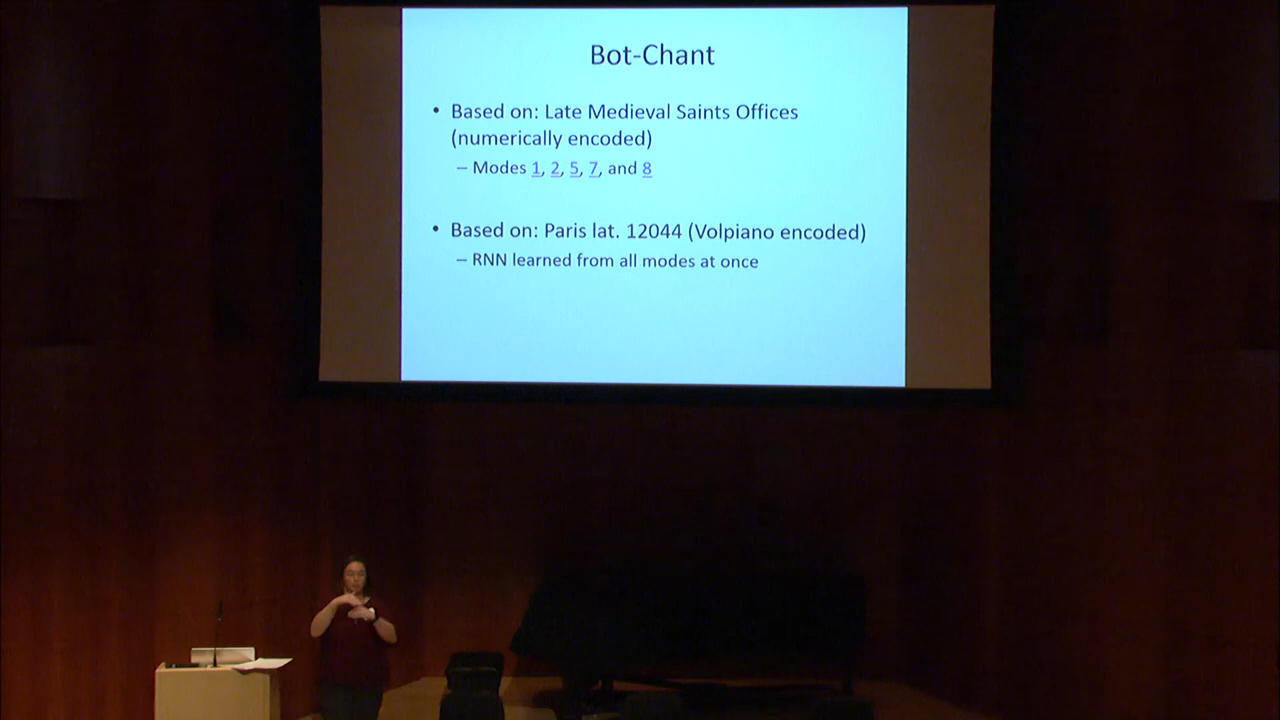 Bot-Chant
• Based on: Late Medieval Saints Offices
(numerically encoded)
– Modes 1, 2, 5, 7, and 8
• Based on: Paris lat. 12044 (Volpiano encoded)
– RNN learned from all modes at once